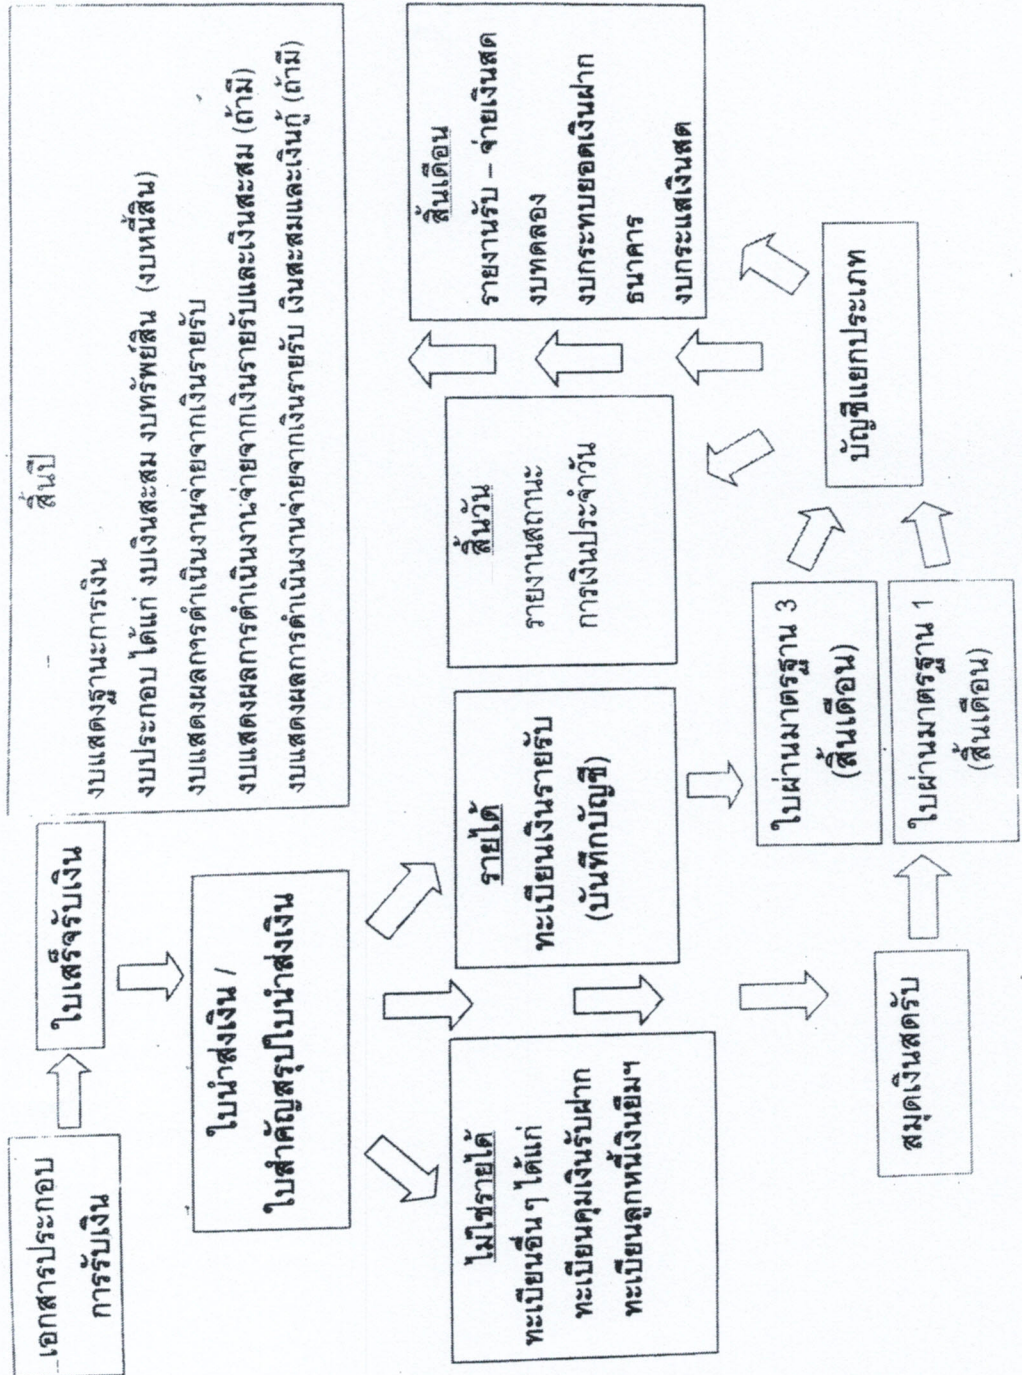 เอกสารประกอบ
การรับเงิน
ใบเสร็จรับเงิน
ใบนำส่งเงิน /
ใบสำคัญสรุปใบนำส่งเงิน
ไม่ใช่รายได้
ทะเบียนอื่น ๆ ได้แก่
ทะเบียนคุมเงินรับฝาก
ทะเบียนลูกหนี้เงินยืมฯ
รายได้
ทะเบียนเงินรายรับ
(บันทึกบัญชี)
สมุดเงินสดรับ
ใบผ่านมาตรฐาน 3
(สิ้นเดือน)
ใบผ่านมาตรฐาน 1
(สิ้นเดือน)
บัญชีแยกประเภท
สิ้นวัน
รายงานสถานะ
การเงินประจำวัน
สิ้นเดือน
รายงานรับ – จ่ายเงินสด
งบทดลอง
งบกระทบยอดเงินฝาก
ธนาคาร
งบกระแสเงินสด
สิ้นปี
งบแสดงฐานะการเงิน
งบประกอบ ได้แก่ งบเงินสะสม งบทรัพย์สิน (งบหนี้สิน)
งบแสดงผลการดำเนินงานจ่ายจากเงินรายรับ
งบแสดงผลการดำเนินงานจ่ายจากเงินรายรับและเงินสะสม (ถ้ามี)
งบแสดงผลการดำเนินงานจ่ายจากเงินรายรับ เงินสะสมและเงินกู้ (ถ้ามี)